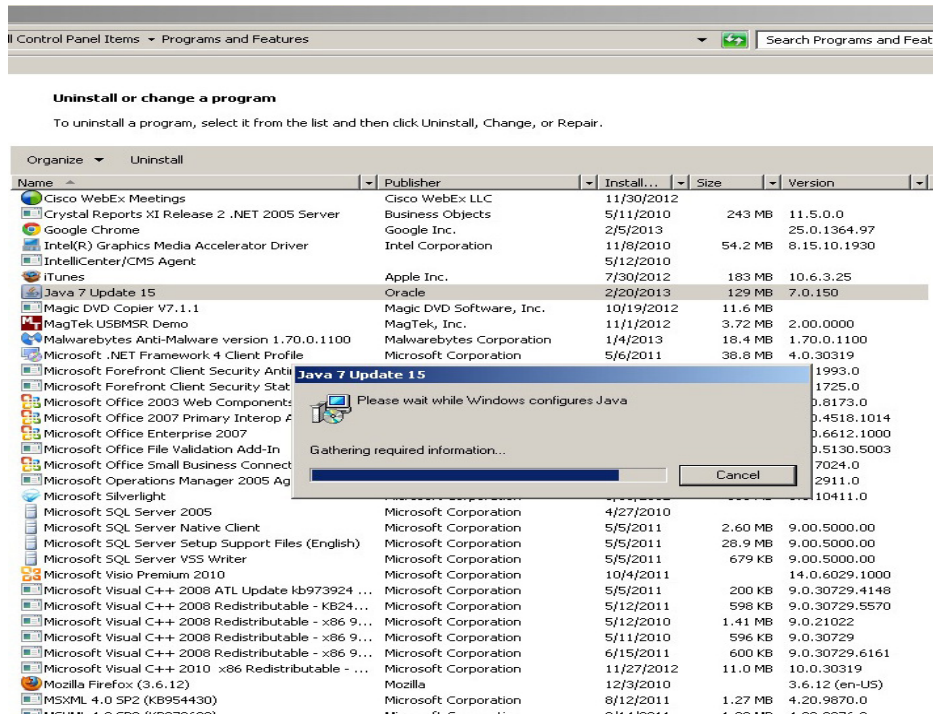 ll Control Panel Items ▾ Programs and Features Search Programs and Feat
Uninstall or change a program
To uninstall a program, select it from the list and then click Uninstall, Change, or Repair.
Organize ▾ Uninstall
Name Publisher Install... Size Version
Cisco WebEx Meetings Cisco WebEx LLC 11/30/2012
Crystal Reports XI Release 2 .NET 2005 Server Business Objects 5/11/2010 243 MB 11.5.0.0
Google Chrome Google Inc. 2/5/2013 25.0.1364.97
Intel(R) Graphics Media Accelerator Driver Intel Corporation 11/8/2010 54.2 MB 8.15.10.1930
IntelliCenter/CMS Agent 5/12/2010
iTunes Apple Inc. 7/30/2012 183 MB 10.6.3.25
Java 7 Update 15 Oracle 2/20/2013 129 MB 7.0.150
Magic DVD Copier V7.1.1 Magic DVD Software, Inc. 10/19/2012 11.6 MB
MagTek USBMSR Demo MagTek, Inc. 11/1/2012 3.72 MB 2.00.0000
Malwarebytes Anti-Malware version 1.70.0.1100 Malwarebytes Corporation 1/4/2013 18.4 MB 1.70.0.1100
Microsoft .NET Framework 4 Client Profile Microsoft Corporation 5/6/2011 38.8 MB 4.0.30319
Microsoft Forefront Client Security Anti 1993.0
Java 7 Update 15
Microsoft Forefront Client Security Stat 1725.0
Microsoft Office 2003 Web Components 0.8173.0
Please wait while Windows configures Java
Microsoft Office 2007 Primary Interop A 0.4518.1014
Microsoft Office Enterprise 2007 0.6612.1000
Microsoft Office File Validation Add-In 0.5130.5003
Gathering required information...
Microsoft Office Small Business Connect 7024.0
Microsoft Operations Manager 2005 Ag 2911.0
Cancel
Microsoft Silverlight 10411.0
Microsoft SQL Server 2005 Microsoft Corporation 4/27/2010
Microsoft SQL Server Native Client Microsoft Corporation 5/5/2011 2.60 MB 9.00.5000.00
Microsoft SQL Server Setup Support Files (English) Microsoft Corporation 5/5/2011 28.9 MB 9.00.5000.00
Microsoft SQL Server VSS Writer Microsoft Corporation 5/5/2011 679 KB 9.00.5000.00
Microsoft Visio Premium 2010 Microsoft Corporation 10/4/2011 14.0.6029.1000
Microsoft Visual C++ 2008 ATL Update kb973924 ... Microsoft Corporation 5/5/2011 200 KB 9.0.30729.4148
Microsoft Visual C++ 2008 Redistributable - KB24... Microsoft Corporation 5/12/2011 598 KB 9.0.30729.5570
Microsoft Visual C++ 2008 Redistributable - x86 9... Microsoft Corporation 5/12/2010 1.41 MB 9.0.21022
Microsoft Visual C++ 2008 Redistributable - x86 9... Microsoft Corporation 5/11/2010 596 KB 9.0.30729
Microsoft Visual C++ 2008 Redistributable - x86 9... Microsoft Corporation 6/15/2011 600 KB 9.0.30729.6161
Microsoft Visual C++ 2010 x86 Redistributable - ... Microsoft Corporation 11/27/2012 11.0 MB 10.0.30319
Mozilla Firefox (3.6.12) Mozilla 12/3/2010 3.6.12 (en-US)
MSXML 4.0 SP2 (KB954430) Microsoft Corporation 8/12/2011 1.27 MB 4.20.9870.0